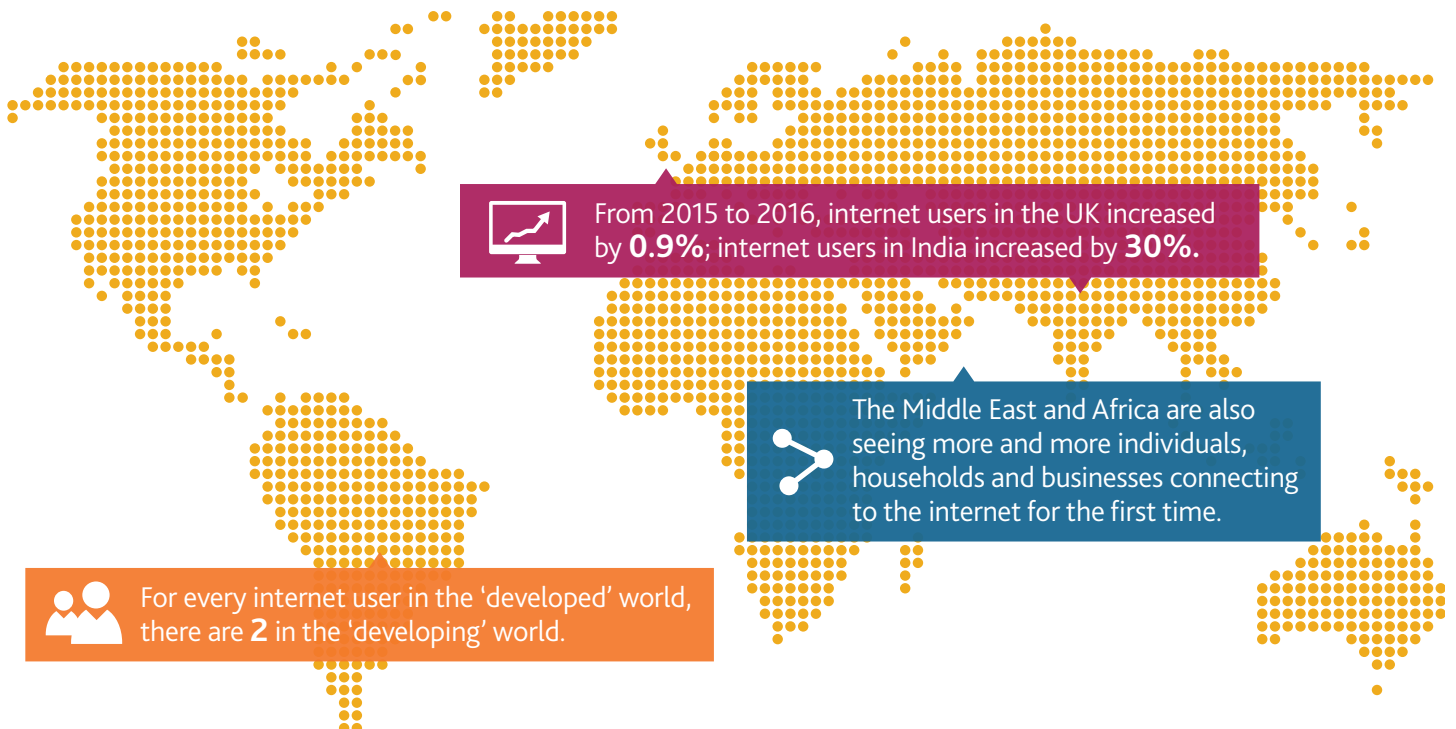 From 2015 to 2016, internet users in the UK increased
by 0.9%; internet users in India increased by 30%.
The Middle East and Africa are also
seeing more and more individuals,
households and businesses connecting
to the internet for the first time.
For every internet user in the ‘developed’ world,
there are 2 in the ‘developing’ world.